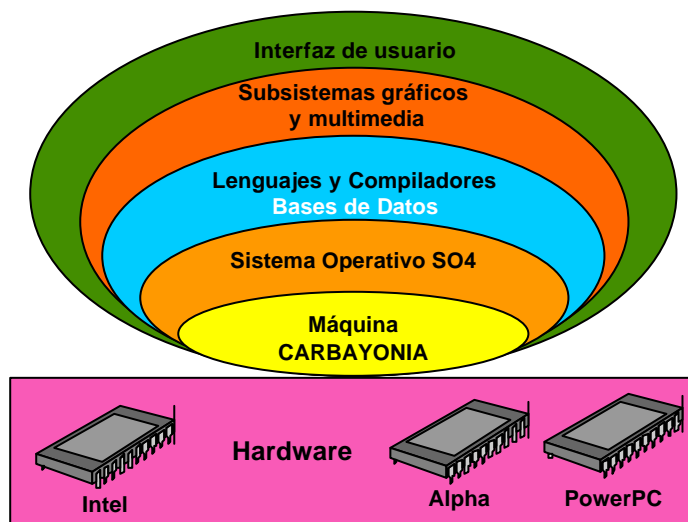 Interfaz de usuario
Subsistemas gráficos
y multimedia
Lenguajes y Compiladores
Bases de Datos
Sistema Operativo SO4
Máquina
CARBAYONIA
Hardware
Intel
Alpha
PowerPC